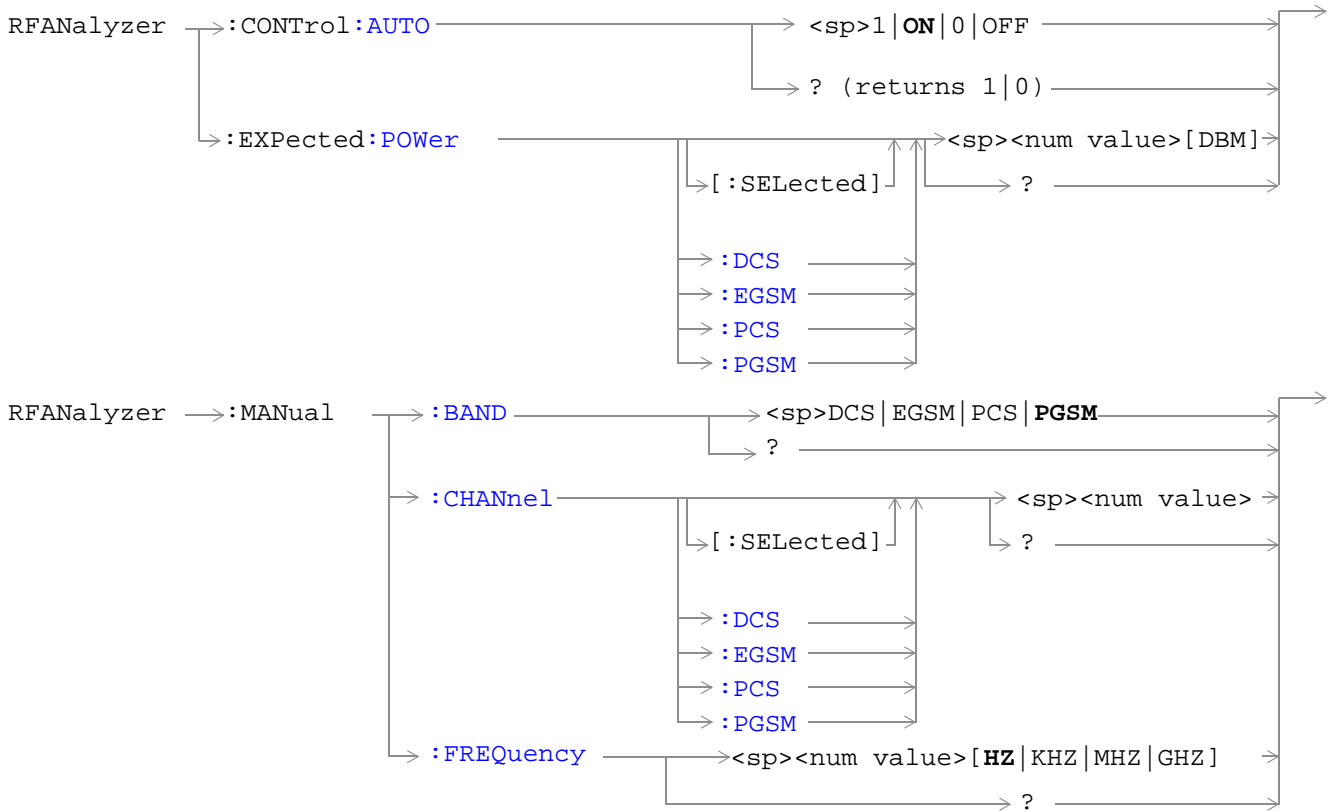 RFANalyzer :CONTrol:AUTO <sp>1|ON|0|OFF
? (returns 1|0)
:EXPected:POWer <sp><num value>[DBM]
[:SELected] ?
:DCS
:EGSM
:PCS
:PGSM
RFANalyzer :MANual :BAND <sp>DCS|EGSM|PCS|PGSM
?
:CHANnel <sp><num value>
[:SELected] ?
:DCS
:EGSM
:PCS
:PGSM
:FREQuency <sp><num value>[HZ|KHZ|MHZ|GHZ]
?